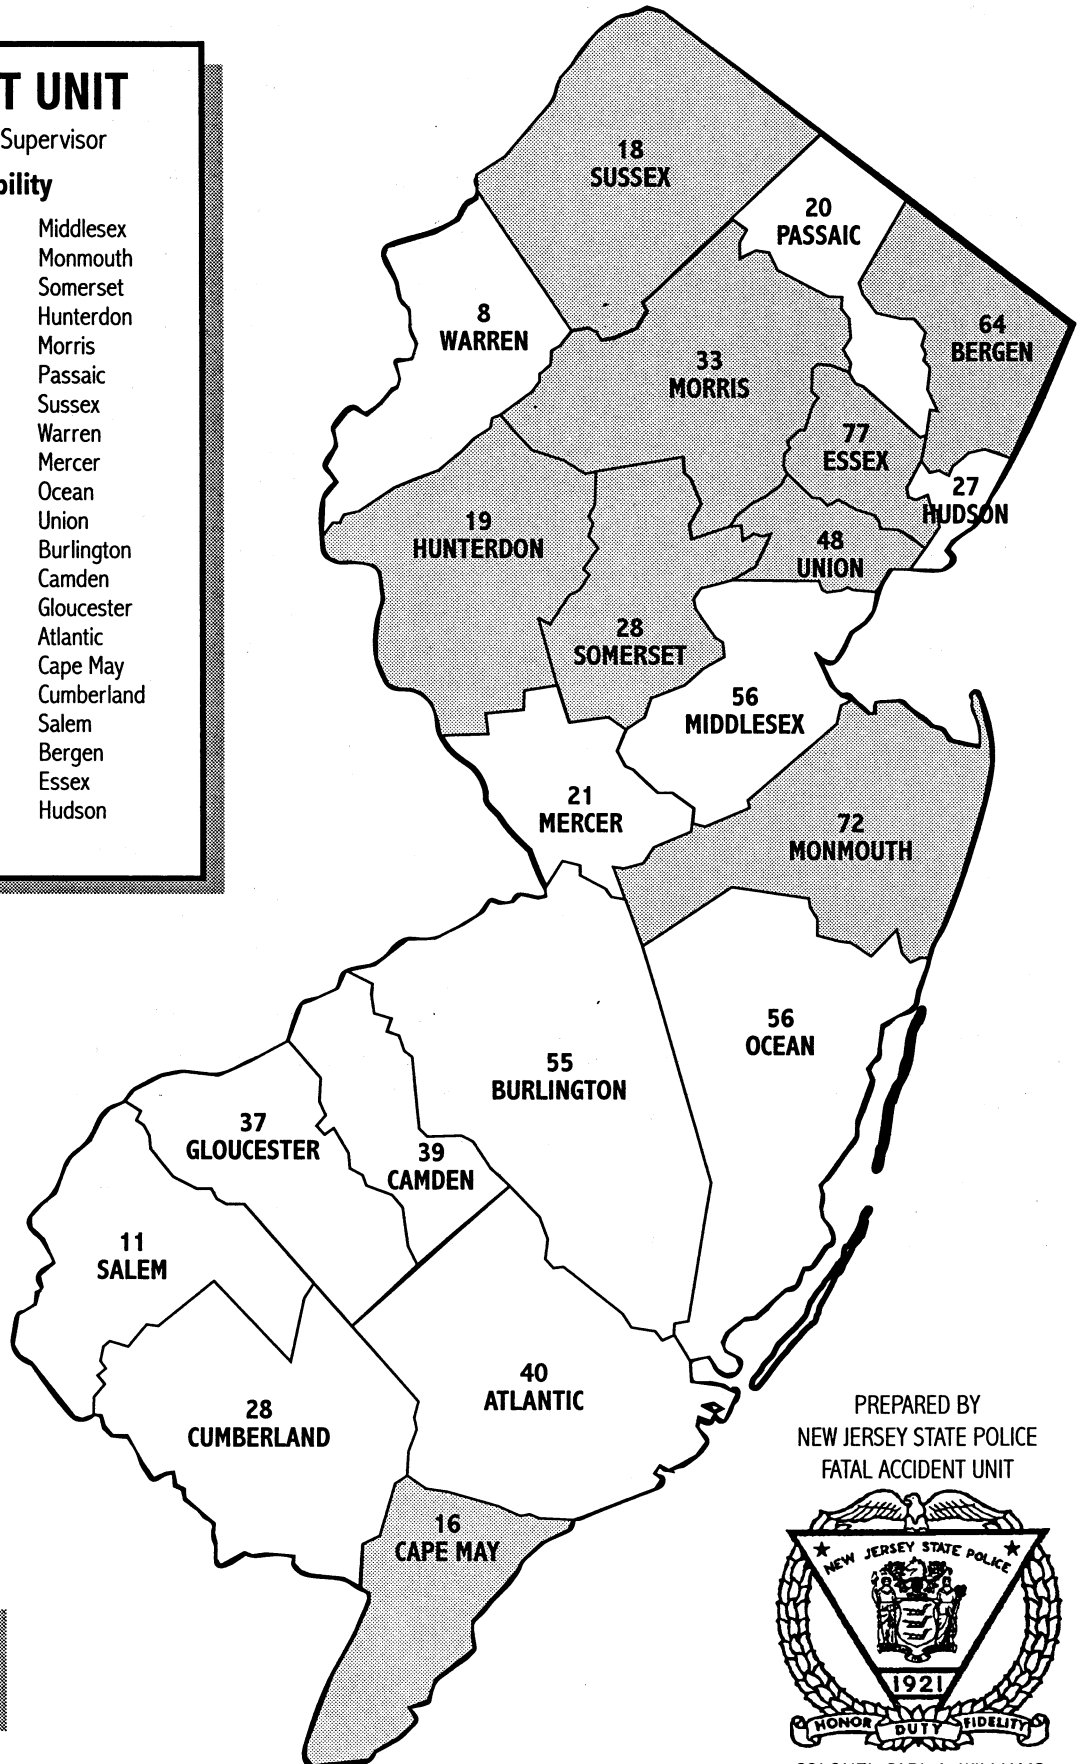 T UNIT
Supervisor
bility
Middlesex
Monmouth
Somerset
Hunterdon
Morris
Passaic
Sussex
Warren
Mercer
Ocean
Union
Burlington
Camden
Gloucester
Atlantic
Cape May
Cumberland
Salem
Bergen
Essex
Hudson
18
SUSSEX
20
PASSAIC
8
WARREN
64
BERGEN
33
MORRIS
77
ESSEX
27
HUDSON
19
HUNTERDON
48
UNION
28
SOMERSET
56
MIDDLESEX
21
MERCER
72
MONMOUTH
56
OCEAN
55
BURLINGTON
37
GLOUCESTER
39
CAMDEN
11
SALEM
40
ATLANTIC
28
CUMBERLAND
16
CAPE MAY
PREPARED BY
NEW JERSEY STATE POLICE
FATAL ACCIDENT UNIT
NEW JERSEY STATE POLICE
1921
HONOR DUTY FIDELITY